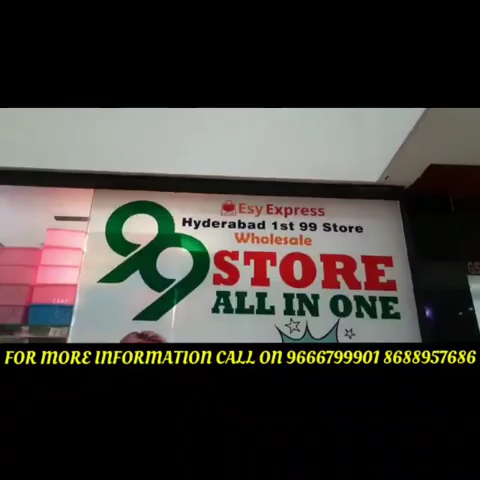 Esy Express
Hyderabad 1st 99 Store
Wholesale
99 STORE
ALL IN ONE
FOR MORE INFORMATION CALL ON 9666799901 8688957686